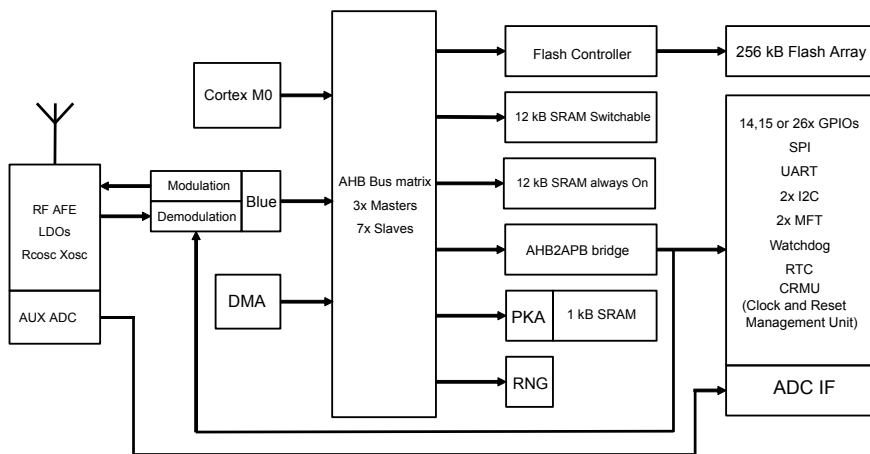 Flash Controller
256 kB Flash Array
Cortex M0
12 kB SRAM Switchable
14,15 or 26x GPIOs
SPI
UART
2x I2C
2x MFT
Watchdog
RTC
CRMU
(Clock and Reset
Management Unit)
ADC IF
RF AFE
LDOs
Rcosc Xosc
AUX ADC
Modulation
Demodulation
Blue
AHB Bus matrix
3x Masters
7x Slaves
12 kB SRAM always On
AHB2APB bridge
DMA
PKA
1 kB SRAM
RNG